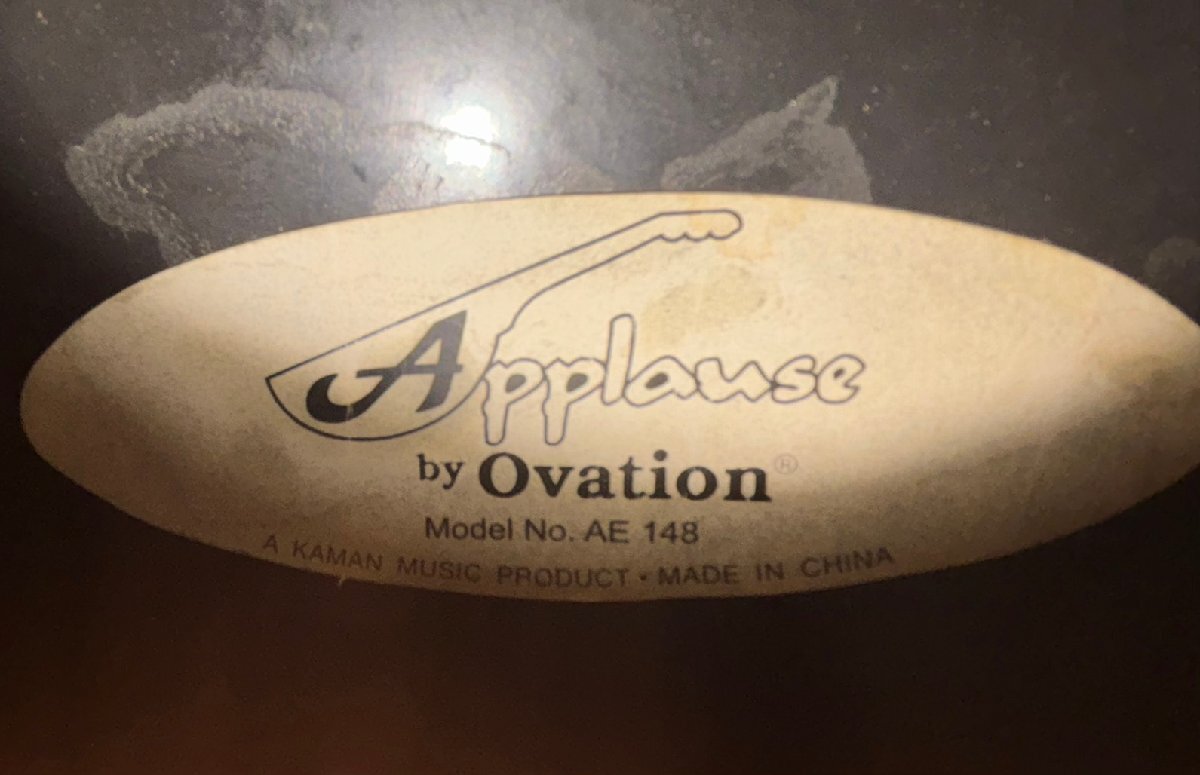 Applause
by Ovation®
Model No. AE 148
A KAMAN MUSIC PRODUCT • MADE IN CHINA